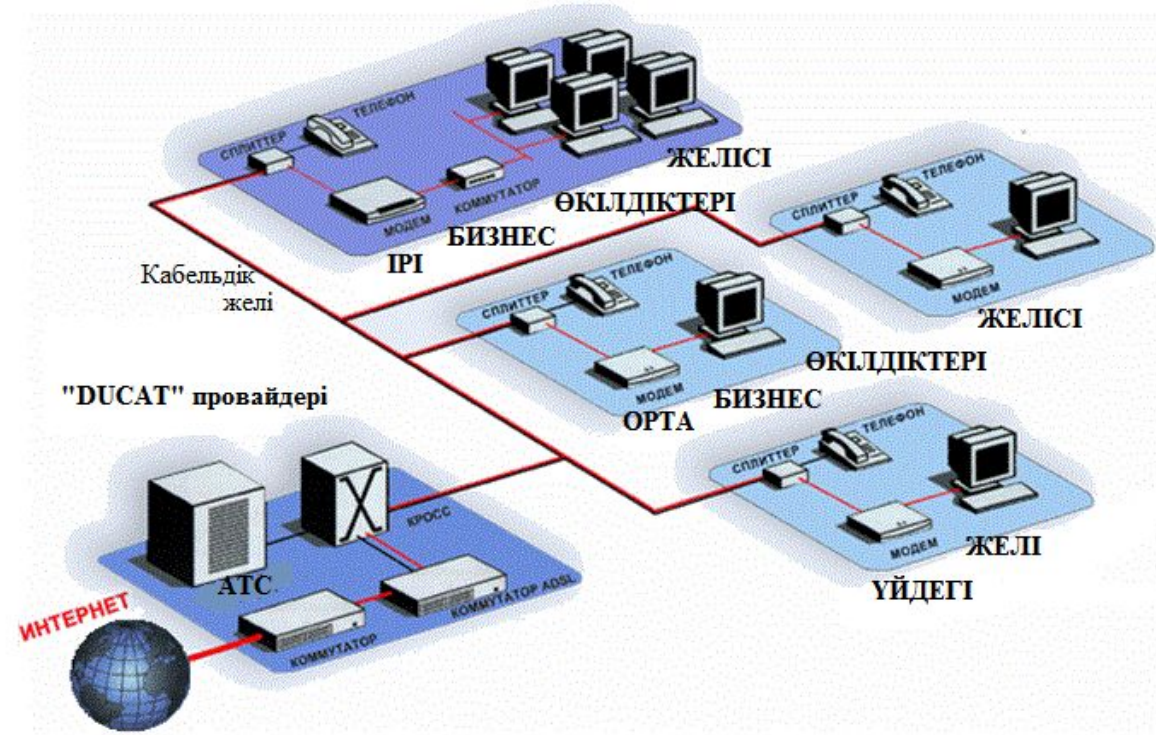 ТЕЛЕФОН
СПЛИТТЕР
МОДЕМ
КОММУТАТОР
ЖЕЛІСІ
ӨКІЛДІКТЕРІ
БИЗНЕС
ІРІ
ТЕЛЕФОН
СПЛИТТЕР
МОДЕМ
ЖЕЛІСІ
Кабельдік
желі
ТЕЛЕФОН
СПЛИТТЕР
МОДЕМ
ӨКІЛДІКТЕРІ
БИЗНЕС
ОРТА
"DUCAT" провайдері
ТЕЛЕФОН
СПЛИТТЕР
МОДЕМ
ЖЕЛІ
ҮЙДЕГІ
КРОСС
АТС
КОММУТАТОР ADSL
КОММУТАТОР
ИНТЕРНЕТ